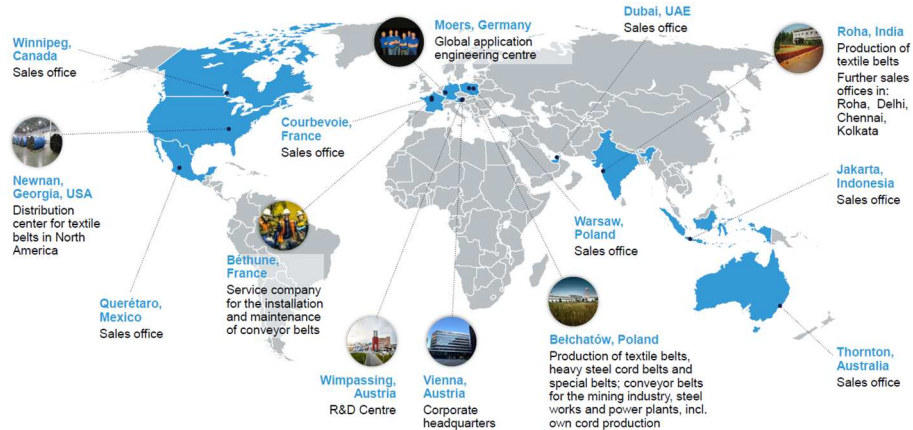 Winnipeg,
Canada
Sales office
Newnan,
Georgia, USA
Distribution
center for textile
belts in North
America
Querétaro,
Mexico
Sales office
Courbevoie,
France
Sales office
Béthune,
France
Service company
for the installation
and maintenance
of conveyor belts
Moers, Germany
Global application
engineering centre
Wimpassing,
Austria
R&D Centre
Vienna,
Austria
Corporate
headquarters
Dubai, UAE
Sales office
Warsaw,
Poland
Sales office
Bełchatów, Poland
Production of textile belts,
heavy steel cord belts and
special belts; conveyor belts
for the mining industry, steel
works and power plants, incl.
own cord production
Roha, India
Production of
textile belts
Further sales
offices in:
Roha, Delhi,
Chennai,
Kolkata
Jakarta,
Indonesia
Sales office
Thornton,
Australia
Sales office